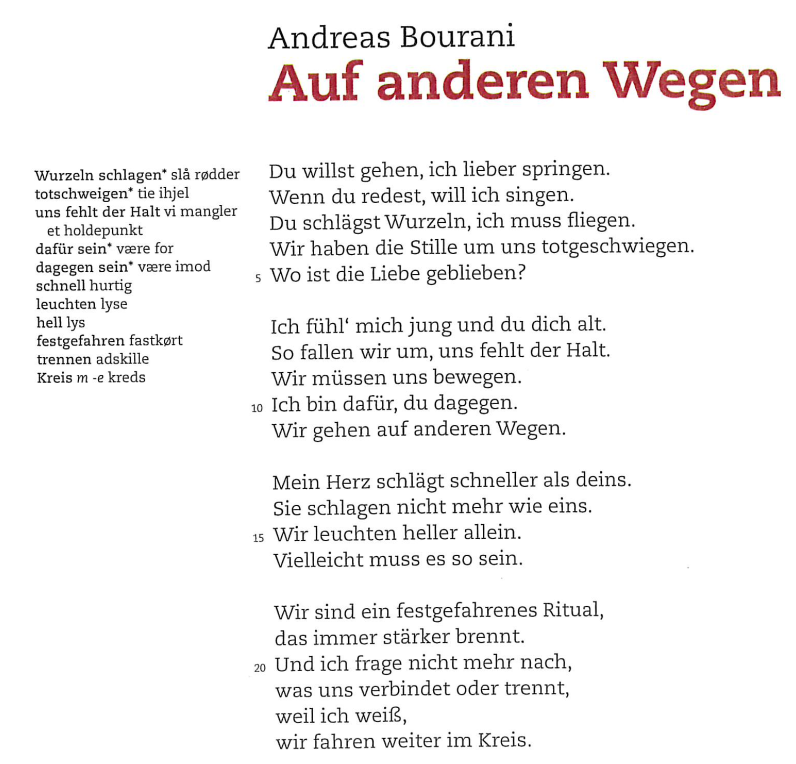 Andreas Bourani
Auf anderen Wegen
Wurzeln schlagen* slå rødder
totschweigen* tie ihjel
uns fehlt der Halt vi mangler
et holdepunkt
dafür sein* være for
dagegen sein* være imod
schnell hurtig
leuchten lyse
hell lys
festgefahren fastkørt
trennen adskille
Kreis m -e kreds
Du willst gehen, ich lieber springen.
Wenn du redest, will ich singen.
Du schlägst Wurzeln, ich muss fliegen.
Wir haben die Stille um uns totgeschwiegen.
5 Wo ist die Liebe geblieben?
Ich fühl‘ mich jung und du dich alt.
So fallen wir um, uns fehlt der Halt.
Wir müssen uns bewegen.
10 Ich bin dafür, du dagegen.
Wir gehen auf anderen Wegen.
Mein Herz schlägt schneller als deins.
Sie schlagen nicht mehr wie eins.
15 Wir leuchten heller allein.
Vielleicht muss es so sein.
Wir sind ein festgefahrenes Ritual,
das immer stärker brennt.
20 Und ich frage nicht mehr nach,
was uns verbindet oder trennt,
weil ich weiß,
wir fahren weiter im Kreis.